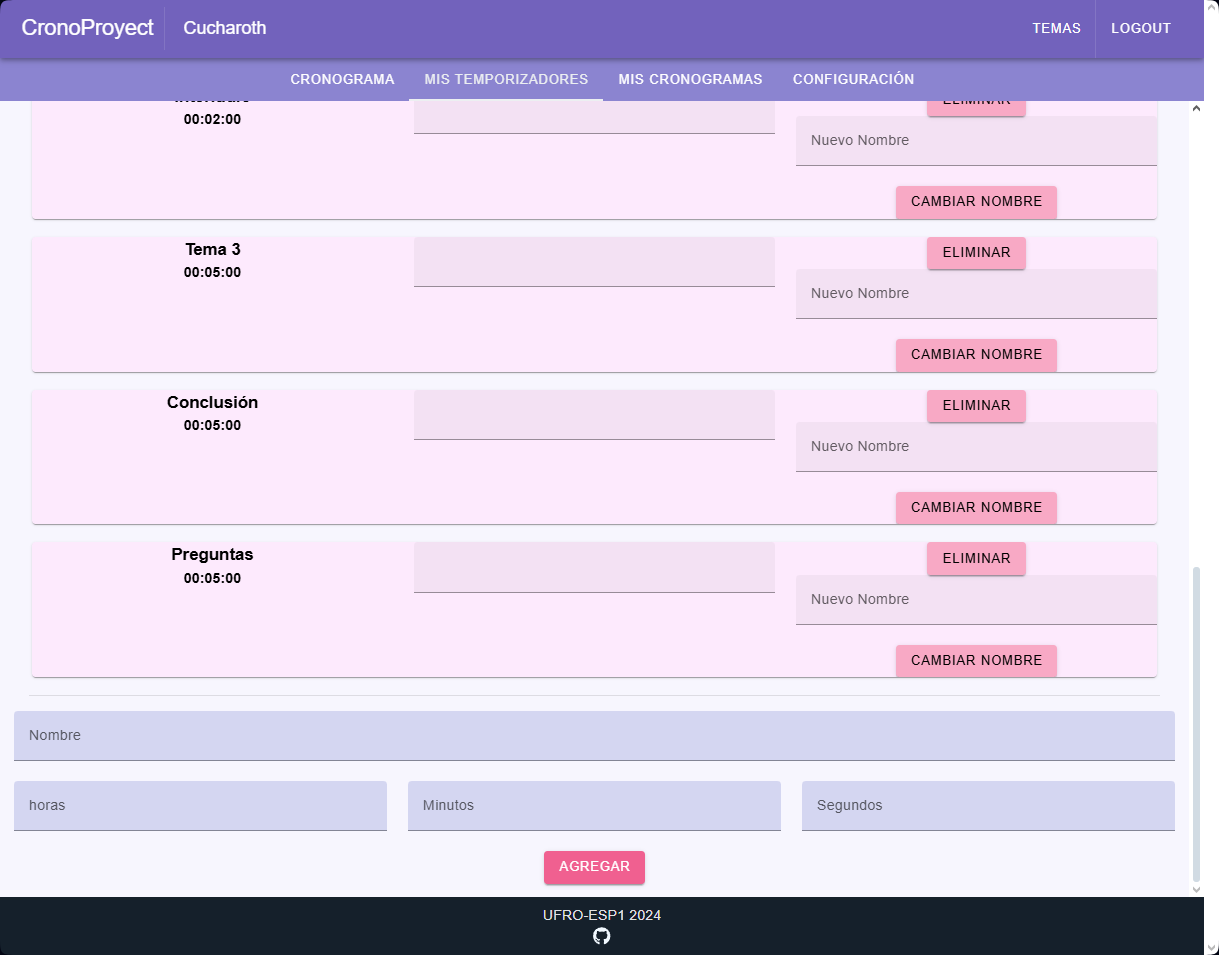 CronoProyect
Cucharoth
TEMAS
LOGOUT
CRONOGRAMA
MIS TEMPORIZADORES
MIS CRONOGRAMAS
CONFIGURACIÓN
00:02:00
ELIMINAR
Nuevo Nombre
CAMBIAR NOMBRE
Tema 3
00:05:00
ELIMINAR
Nuevo Nombre
CAMBIAR NOMBRE
Conclusión
00:05:00
ELIMINAR
Nuevo Nombre
CAMBIAR NOMBRE
Preguntas
00:05:00
ELIMINAR
Nuevo Nombre
CAMBIAR NOMBRE
Nombre
horas
Minutos
Segundos
AGREGAR
UFRO-ESP1 2024